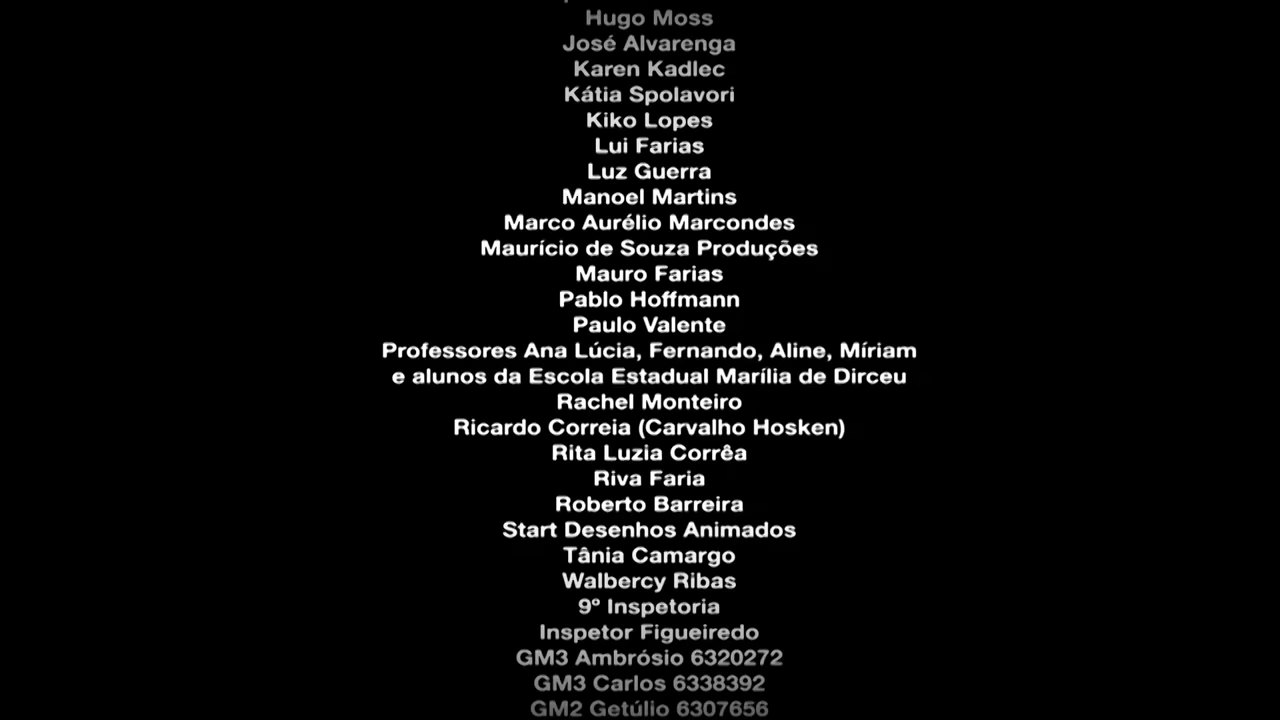 Hugo Moss
José Alvarenga
Karen Kadlec
Kátia Spolavori
Kiko Lopes
Lui Farias
Luz Guerra
Manoel Martins
Marco Aurélio Marcondes
Maurício de Souza Produções
Mauro Farias
Pablo Hoffmann
Paulo Valente
Professores Ana Lúcia, Fernando, Aline, Míriam
e alunos da Escola Estadual Marília de Dirceu
Rachel Monteiro
Ricardo Correia (Carvalho Hosken)
Rita Luzia Corrêa
Riva Faria
Roberto Barreira
Start Desenhos Animados
Tânia Camargo
Walbercy Ribas
9º Inspetoria
Inspetor Figueiredo
GM3 Ambrósio 6320272
GM3 Carlos 6338392
GM2 Getúlio 6307656